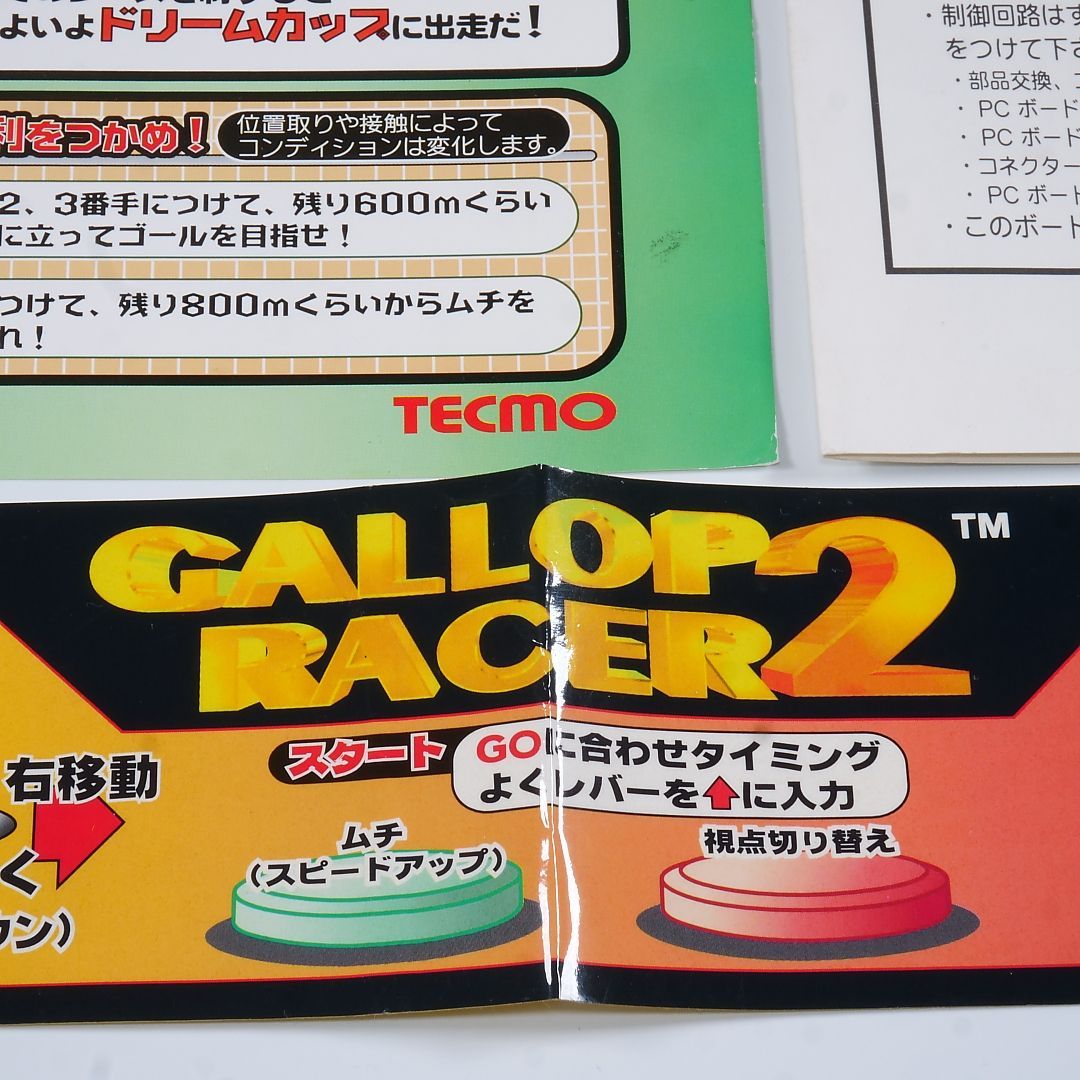 よいよドリームカップに出走だ！
利をつかめ！
位置取りや接触によって
コンディションは変化します。
2、3番手につけて、残り600mくらい
に立ってゴールを目指せ！
つけて、残り800mくらいからムチを
れ！
TECMO
・制御回路は
をつけて下さ
・部品交換、
・PC ボード
・PC ボード
・コネクター
・PC ボード
・このボード
GALLOP
RACER 2 TM
右移動
く
ウン）
スタート
GOに合わせタイミング
よくレバーを↑に入力
ムチ
（スピードアップ）
視点切り替え